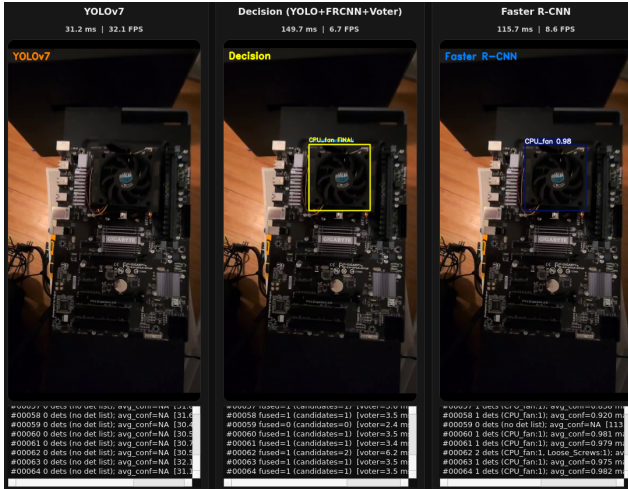 YOLOv7
31.2 ms | 32.1 FPS
YOLOv7
#00058 0 dets (no det list); avg_conf=NA [31.6
#00059 0 dets (no det list); avg_conf=NA [30.4
#00060 0 dets (no det list); avg_conf=NA [30.5
#00061 0 dets (no det list); avg_conf=NA [30.7
#00062 0 dets (no det list); avg_conf=NA [30.5
#00063 0 dets (no det list); avg_conf=NA [32.1
#00064 0 dets (no det list); avg_conf=NA [31.1
Decision (YOLO+FRCNN+Voter)
149.7 ms | 6.7 FPS
Decision
CPU_fan FINAL
GIGABYTE
#00058 fused=1 (candidates=1) [voter=3.5 m
#00059 fused=0 (candidates=0) [voter=2.4 m
#00060 fused=1 (candidates=1) [voter=3.5 m
#00061 fused=1 (candidates=1) [voter=3.5 m
#00062 fused=1 (candidates=2) [voter=6.2 m
#00063 fused=1 (candidates=1) [voter=3.5 m
#00064 fused=1 (candidates=1) [voter=3.5 m
Faster R-CNN
115.7 ms | 8.6 FPS
Faster R-CNN
CPU_fan 0.98
#00058 1 dets (CPU_fan:1); avg_conf=0.920 ma
#00059 0 dets (no det list); avg_conf=NA [113.
#00060 1 dets (CPU_fan:1); avg_conf=0.981 ma
#00061 1 dets (CPU_fan:1); avg_conf=0.979 ma
#00062 2 dets (CPU_fan:1, Loose_Screws:1); av
#00063 1 dets (CPU_fan:1); avg_conf=0.975 ma
#00064 1 dets (CPU_fan:1); avg_conf=0.982 ma